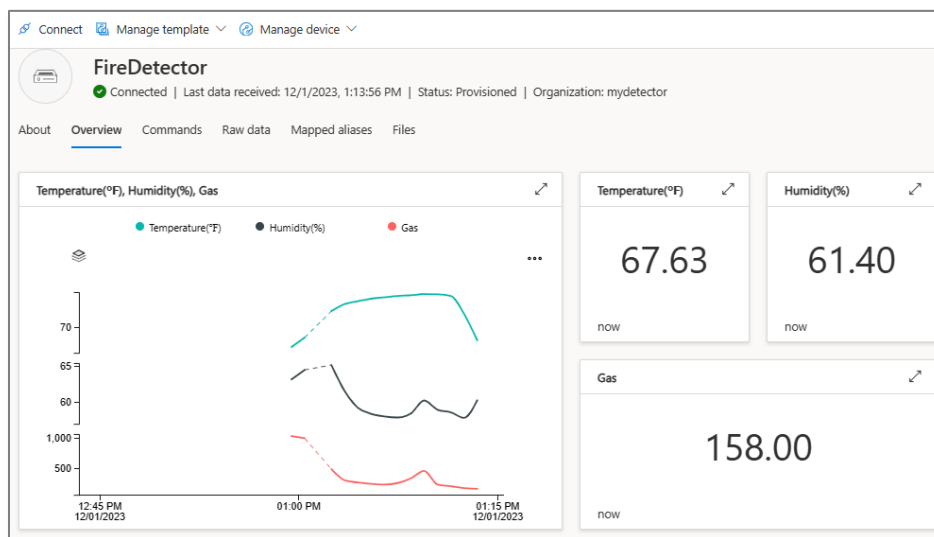 Connect Manage template Manage device
FireDetector
Connected | Last data received: 12/1/2023, 1:13:56 PM | Status: Provisioned | Organization: mydetector
About Overview Commands Raw data Mapped aliases Files
Temperature(ºF), Humidity(%), Gas
Temperature(ºF) Humidity(%) Gas
70
65
60
1,000
500
12:45 PM 01:00 PM 01:15 PM
12/01/2023 12/01/2023
Temperature(ºF)
67.63
now
Humidity(%)
61.40
now
Gas
158.00
now